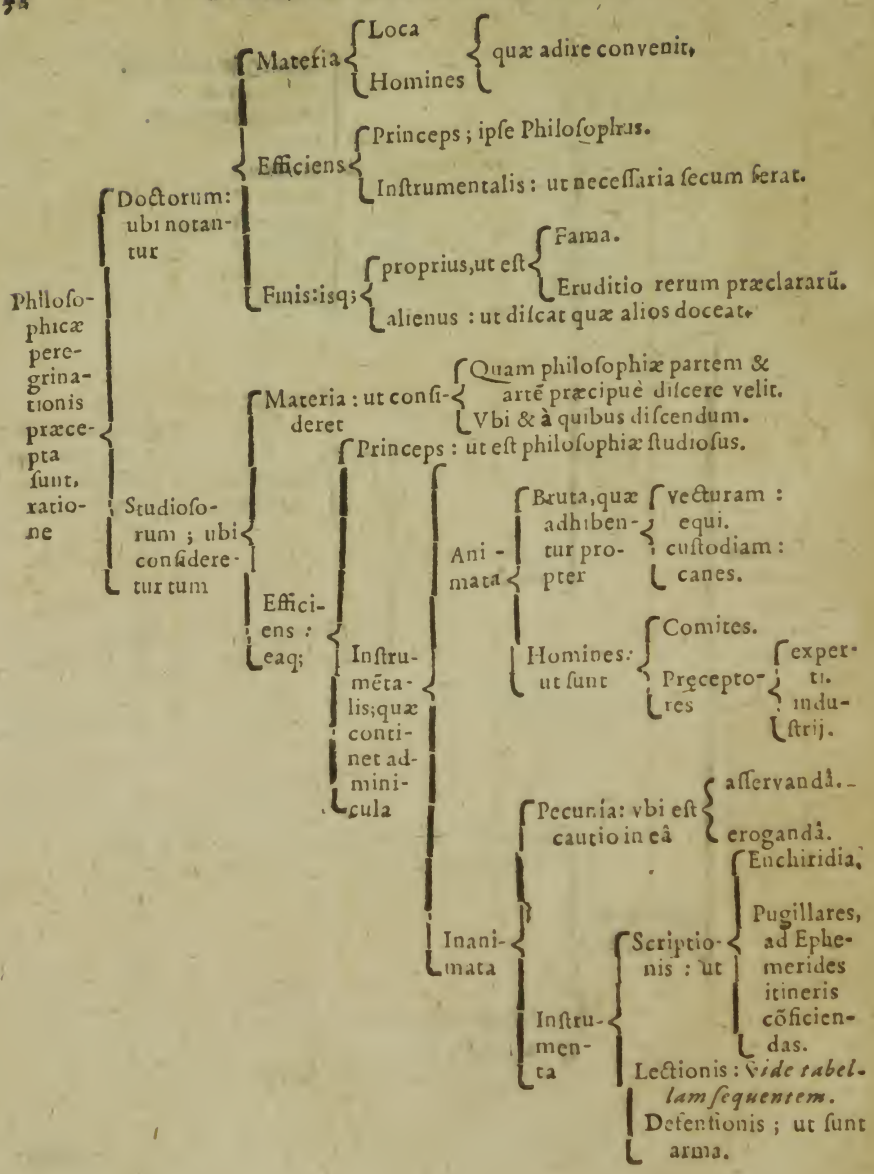 Philoso-
phicæ
pere-
grina-
tionis
præce-
pta
sunt,
ratio-
ne
Doctorum:
ubi notan-
tur
Materia
Loca
Homines
quæ adire convenit,
Efficiens
Princeps ; ipse Philosophus.
Instrumentalis : ut necessaria secum ferat.
Finis: isq;
proprius, ut est
Fama.
Eruditio rerum præclararũ.
alienus : ut discat quæ alios doceat.
Studioso-
rum ; ubi
considere-
tur tum
Materia : ut consi-
deret
Quam philosophiæ partem &
artẽ præcipuè discere velit.
Vbi & à quibus discendum.
Effici-
ens :
eaq;
Princeps : ut est philosophiæ studiosus.
Instru-
mẽta-
lis; quæ
conti-
net ad-
mini-
cula
Ani-
mata
Bruta, quæ
adhiben-
tur pro-
pter
vecturam :
equi.
custodiam :
canes.
Homines:
ut sunt
Comites.
Pręcepto-
res
exper-
ti.
indu-
strij.
Inani-
mata
Pecunia: vbi est
cautio in eâ
asservandâ.
erogandâ.
Instru-
men-
ta
Scriptio-
nis : ut
Enchiridia,
Pugillares,
ad Ephe-
merides
itineris
cõficien-
das.
Lectionis : vide tabel-
lam sequentem.
Defensionis ; ut sunt
arma.